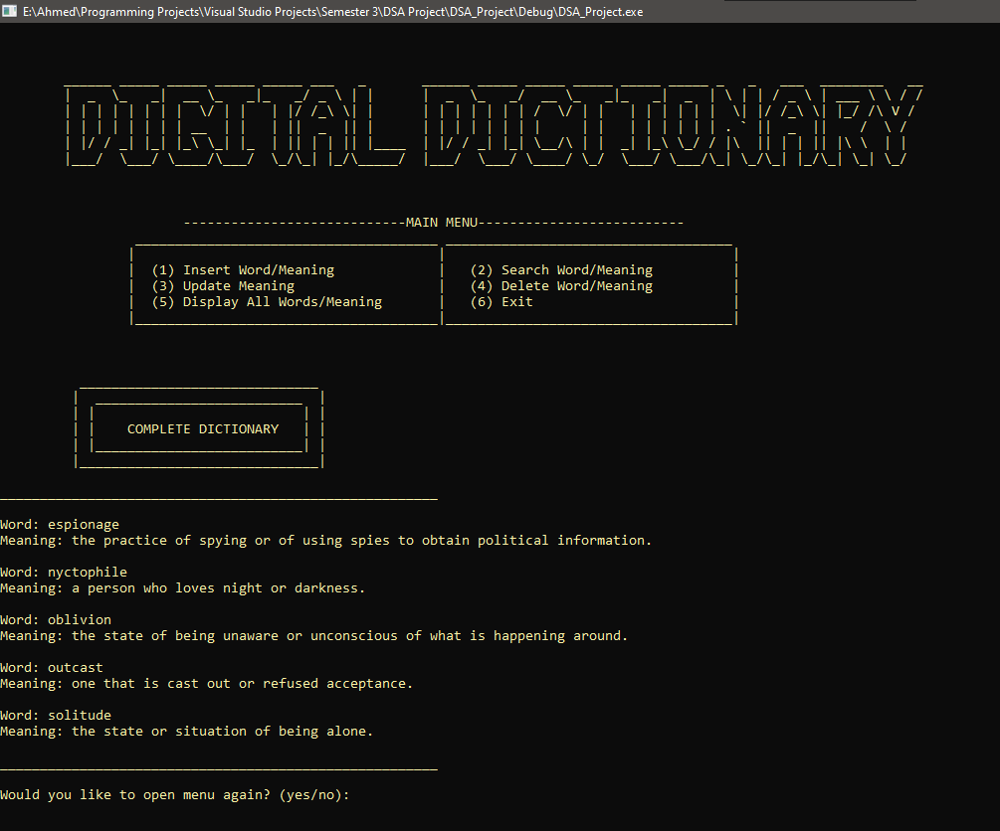 E:\Ahmed\Programming Projects\Visual Studio Projects\Semester 3\DSA Project\DSA_Project\Debug\DSA_Project.exe
DIGITAL DICTIONARY
---------------------------MAIN MENU--------------------------
(1) Insert Word/Meaning (2) Search Word/Meaning
(3) Update Meaning (4) Delete Word/Meaning
(5) Display All Words/Meaning (6) Exit
COMPLETE DICTIONARY
Word: espionage
Meaning: the practice of spying or of using spies to obtain political information.
Word: nyctophile
Meaning: a person who loves night or darkness.
Word: oblivion
Meaning: the state of being unaware or unconscious of what is happening around.
Word: outcast
Meaning: one that is cast out or refused acceptance.
Word: solitude
Meaning: the state or situation of being alone.
Would you like to open menu again? (yes/no):